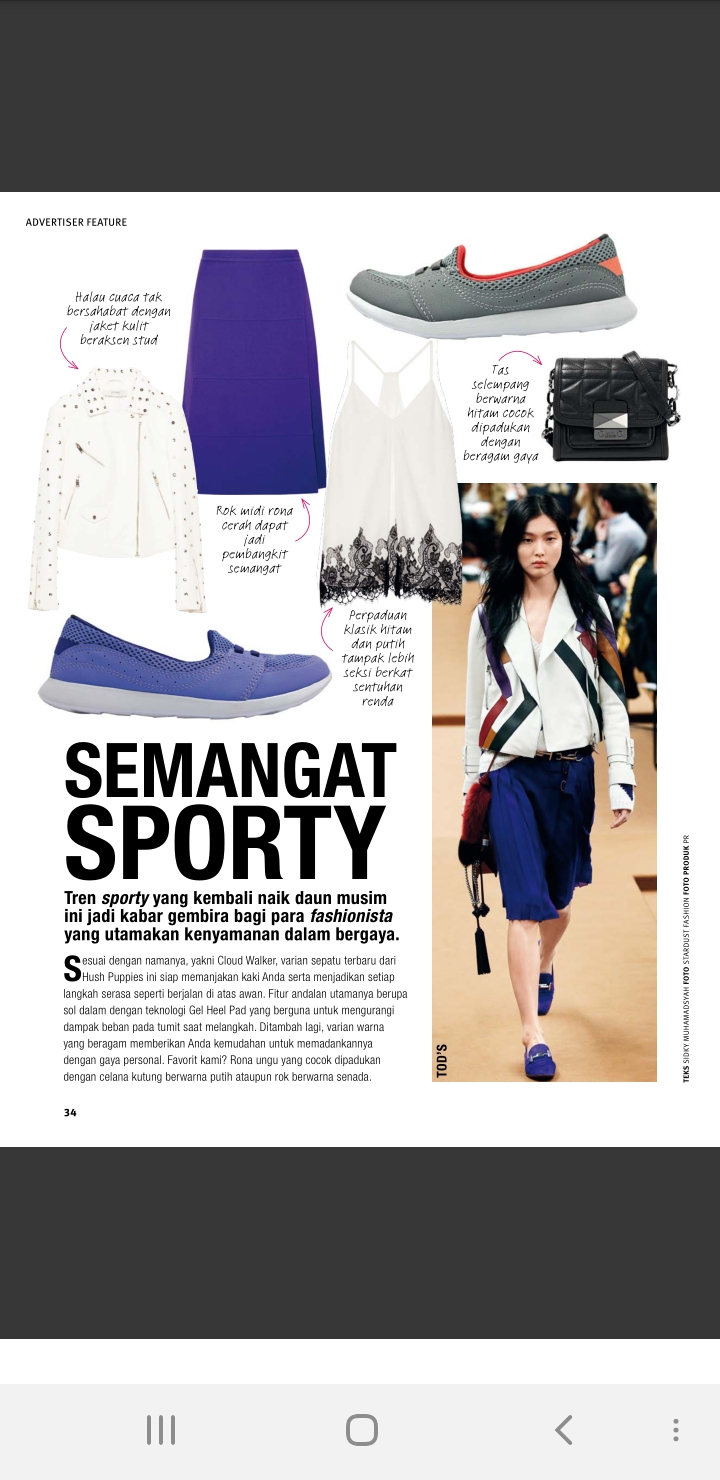 ADVERTISER FEATURE
Halau cuaca tak
bersahabat dengan
jaket kulit
beraksen stud
Tas
selempang
berwarna
hitam cocok
dipadukan
dengan
beragam gaya
Rok midi rona
cerah dapat
jadi
pembangkit
semangat
Perpaduan
klasik hitam
dan putih
tampak lebih
seksi berkat
sentuhan
renda
SEMANGAT
SPORTY
Tren sporty yang kembali naik daun musim
ini jadi kabar gembira bagi para fashionista
yang utamakan kenyamanan dalam bergaya.
Sesuai dengan namanya, yakni Cloud Walker, varian sepatu terbaru dari
Hush Puppies ini siap memanjakan kaki Anda serta menjadikan setiap
langkah serasa seperti berjalan di atas awan. Fitur andalan utamanya berupa
sol dalam dengan teknologi Gel Heel Pad yang berguna untuk mengurangi
dampak beban pada tumit saat melangkah. Ditambah lagi, varian warna
yang beragam memberikan Anda kemudahan untuk memadankannya
dengan gaya personal. Favorit kami? Rona ungu yang cocok dipadukan
dengan celana kutung berwarna putih ataupun rok berwarna senada.
TOD'S
TEKS SIDKY MUHAMADSYAH FOTO STARDUST FASHION FOTO PRODUK PR
34